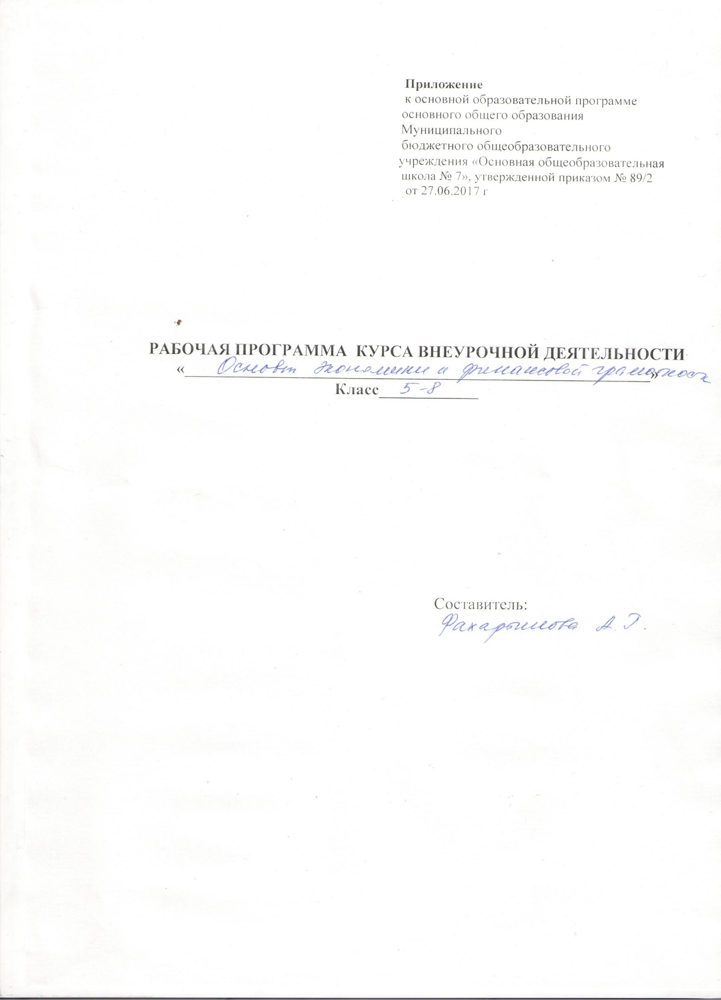 Приложение
к основной образовательной программе
основного общего образования
Муниципального
бюджетного общеобразовательного
учреждения «Основная общеобразовательная
школа № 7», утвержденной приказом № 89/2
от 27.06.2017 г
РАБОЧАЯ ПРОГРАММА КУРСА ВНЕУРОЧНОЙ ДЕЯТЕЛЬНОСТИ
« Основы экономики и финансовой грамотности »
Класс 5-8
Составитель:
Фахарымова А. Г.